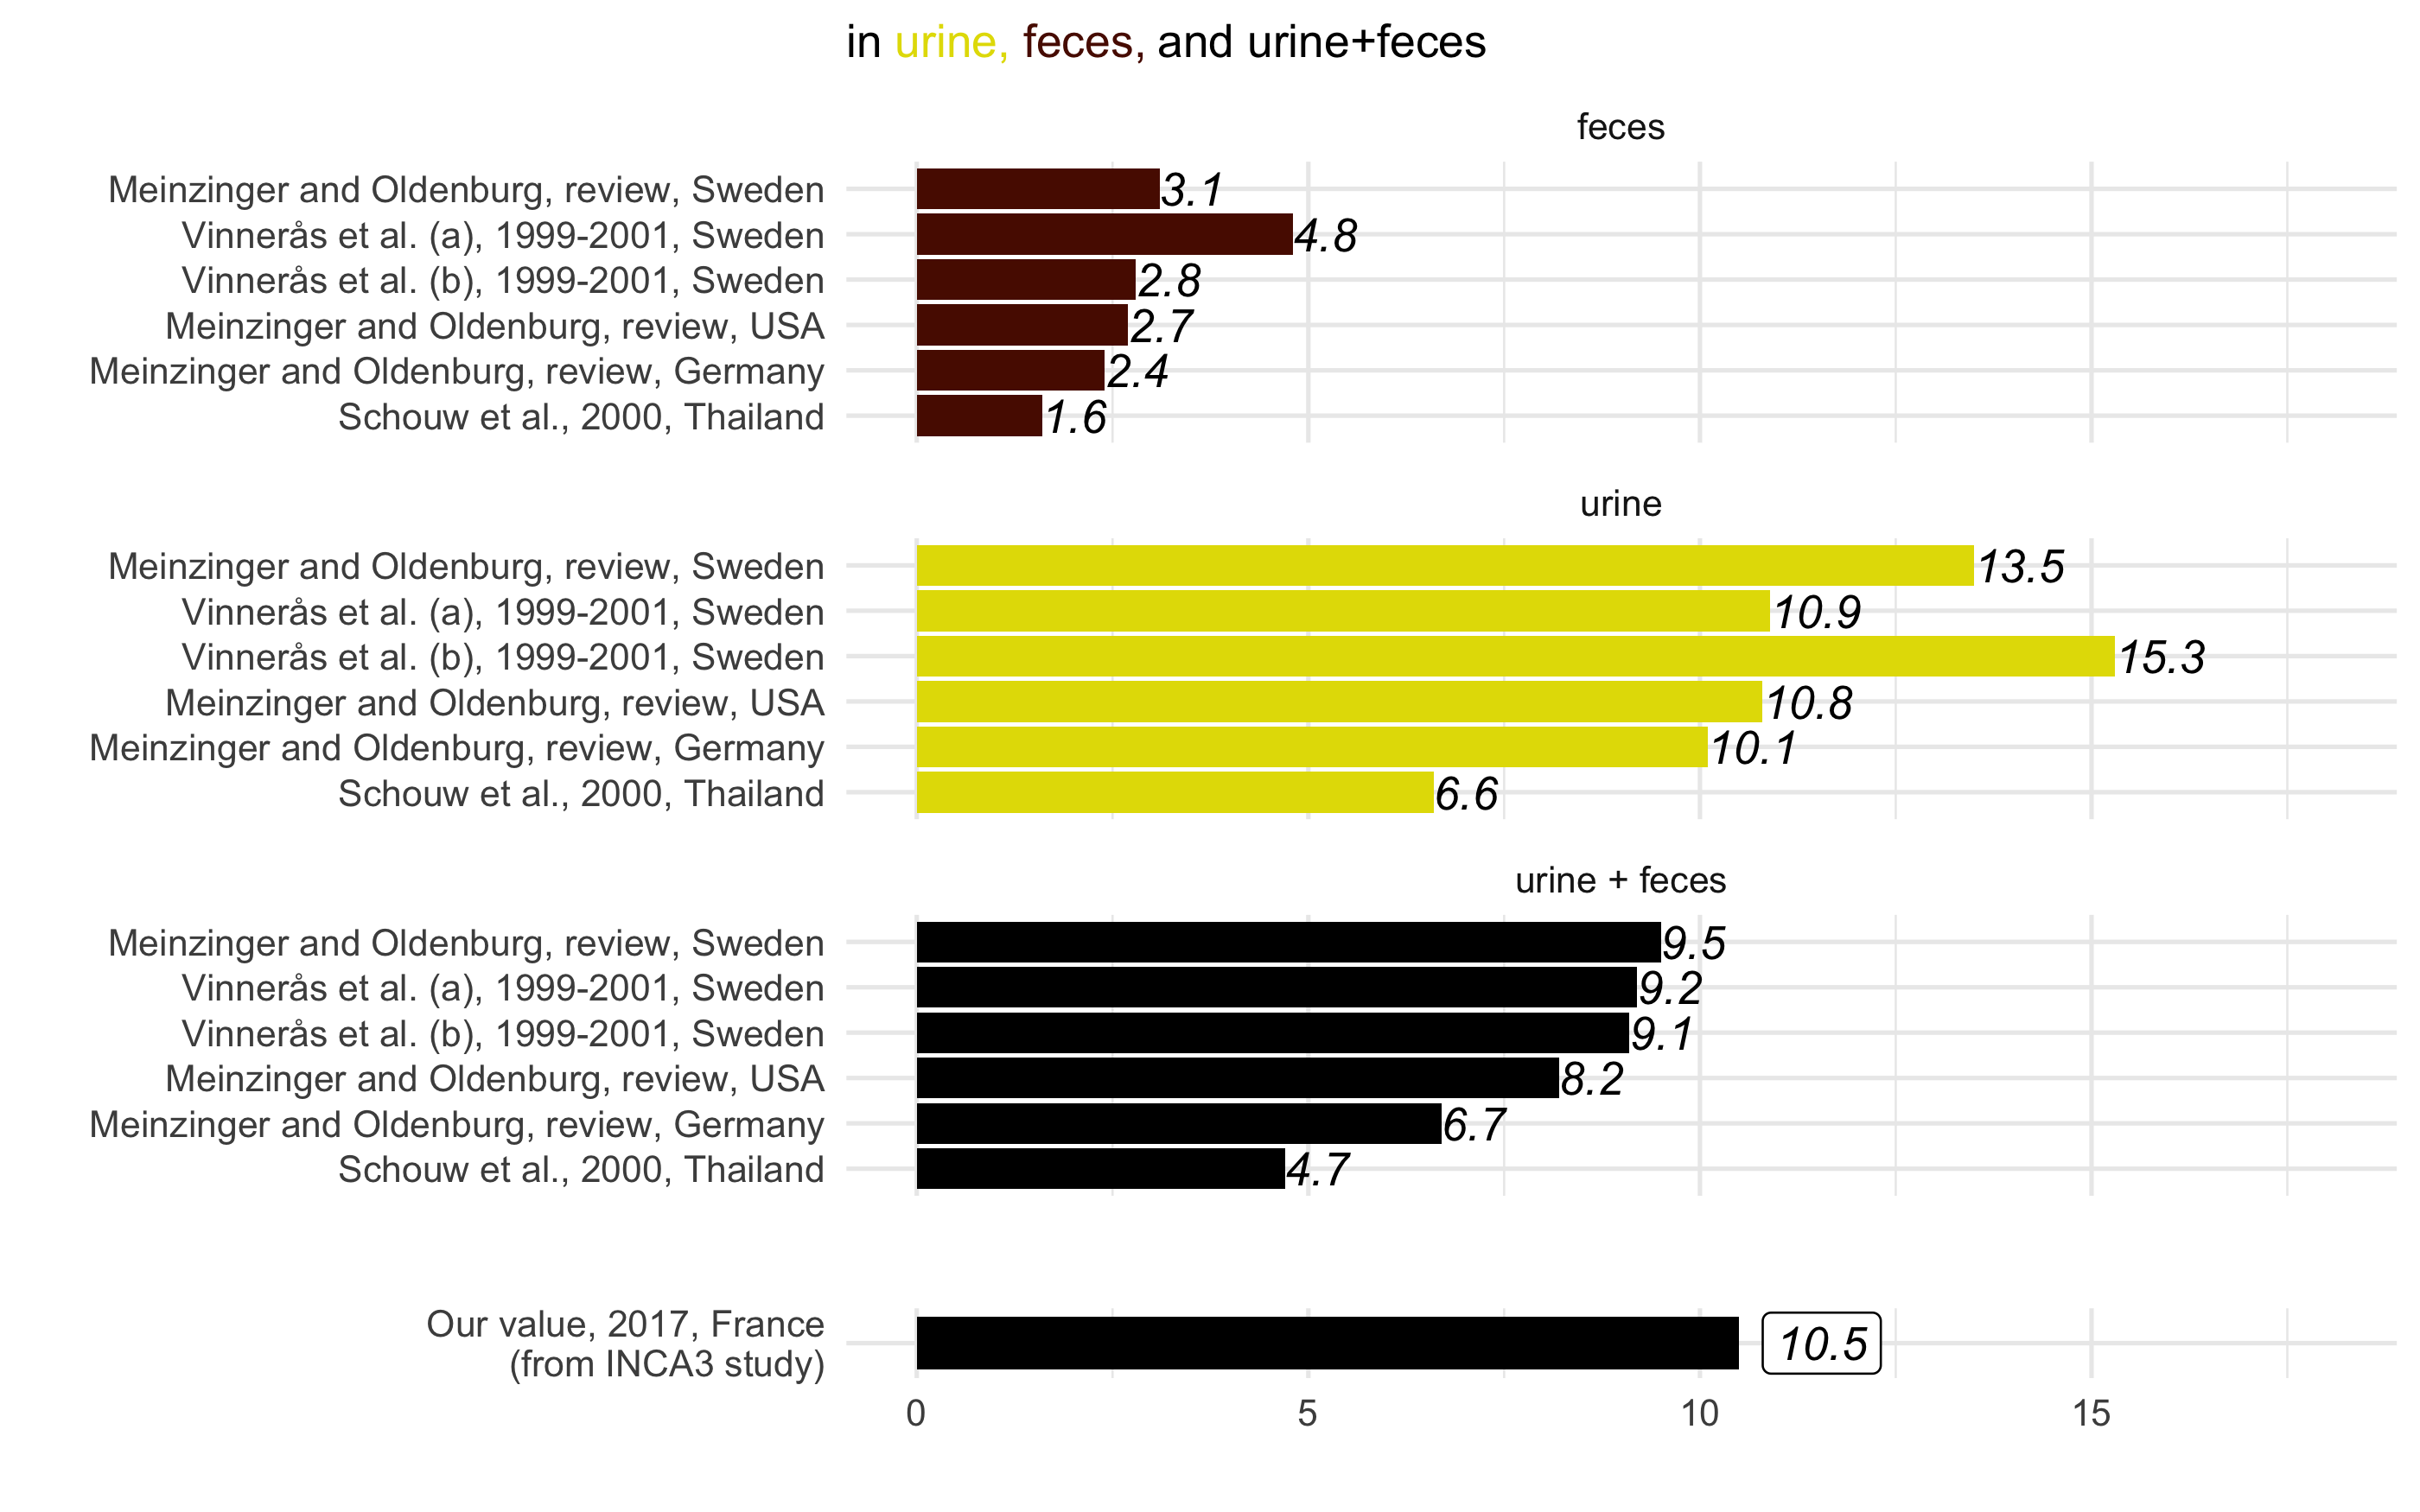 in urine, feces, and urine+feces
feces
Meinzinger and Oldenburg, review, Sweden 3.1
Vinnerås et al. (a), 1999-2001, Sweden 4.8
Vinnerås et al. (b), 1999-2001, Sweden 2.8
Meinzinger and Oldenburg, review, USA 2.7
Meinzinger and Oldenburg, review, Germany 2.4
Schouw et al., 2000, Thailand 1.6
urine
Meinzinger and Oldenburg, review, Sweden 13.5
Vinnerås et al. (a), 1999-2001, Sweden 10.9
Vinnerås et al. (b), 1999-2001, Sweden 15.3
Meinzinger and Oldenburg, review, USA 10.8
Meinzinger and Oldenburg, review, Germany 10.1
Schouw et al., 2000, Thailand 6.6
urine + feces
Meinzinger and Oldenburg, review, Sweden 9.5
Vinnerås et al. (a), 1999-2001, Sweden 9.2
Vinnerås et al. (b), 1999-2001, Sweden 9.1
Meinzinger and Oldenburg, review, USA 8.2
Meinzinger and Oldenburg, review, Germany 6.7
Schouw et al., 2000, Thailand 4.7
Our value, 2017, France
(from INCA3 study) 10.5
0 5 10 15